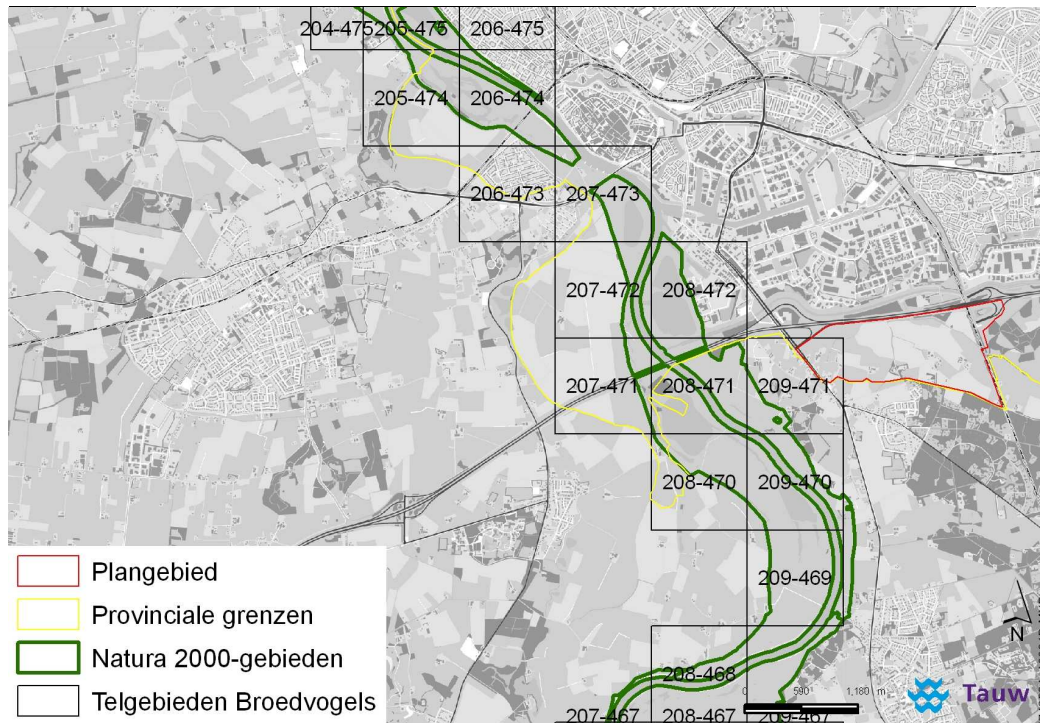 204-475 205-475 206-475
205-474 206-474
206-473 207-473
207-472 208-472
207-471 208-471 209-471
208-470 209-470
209-469
208-468
207-467 208-467 209-467
Plangebied
Provinciale grenzen
Natura 2000-gebieden
Telgebieden Broedvogels
0 590 1,180 m
N
Tauw